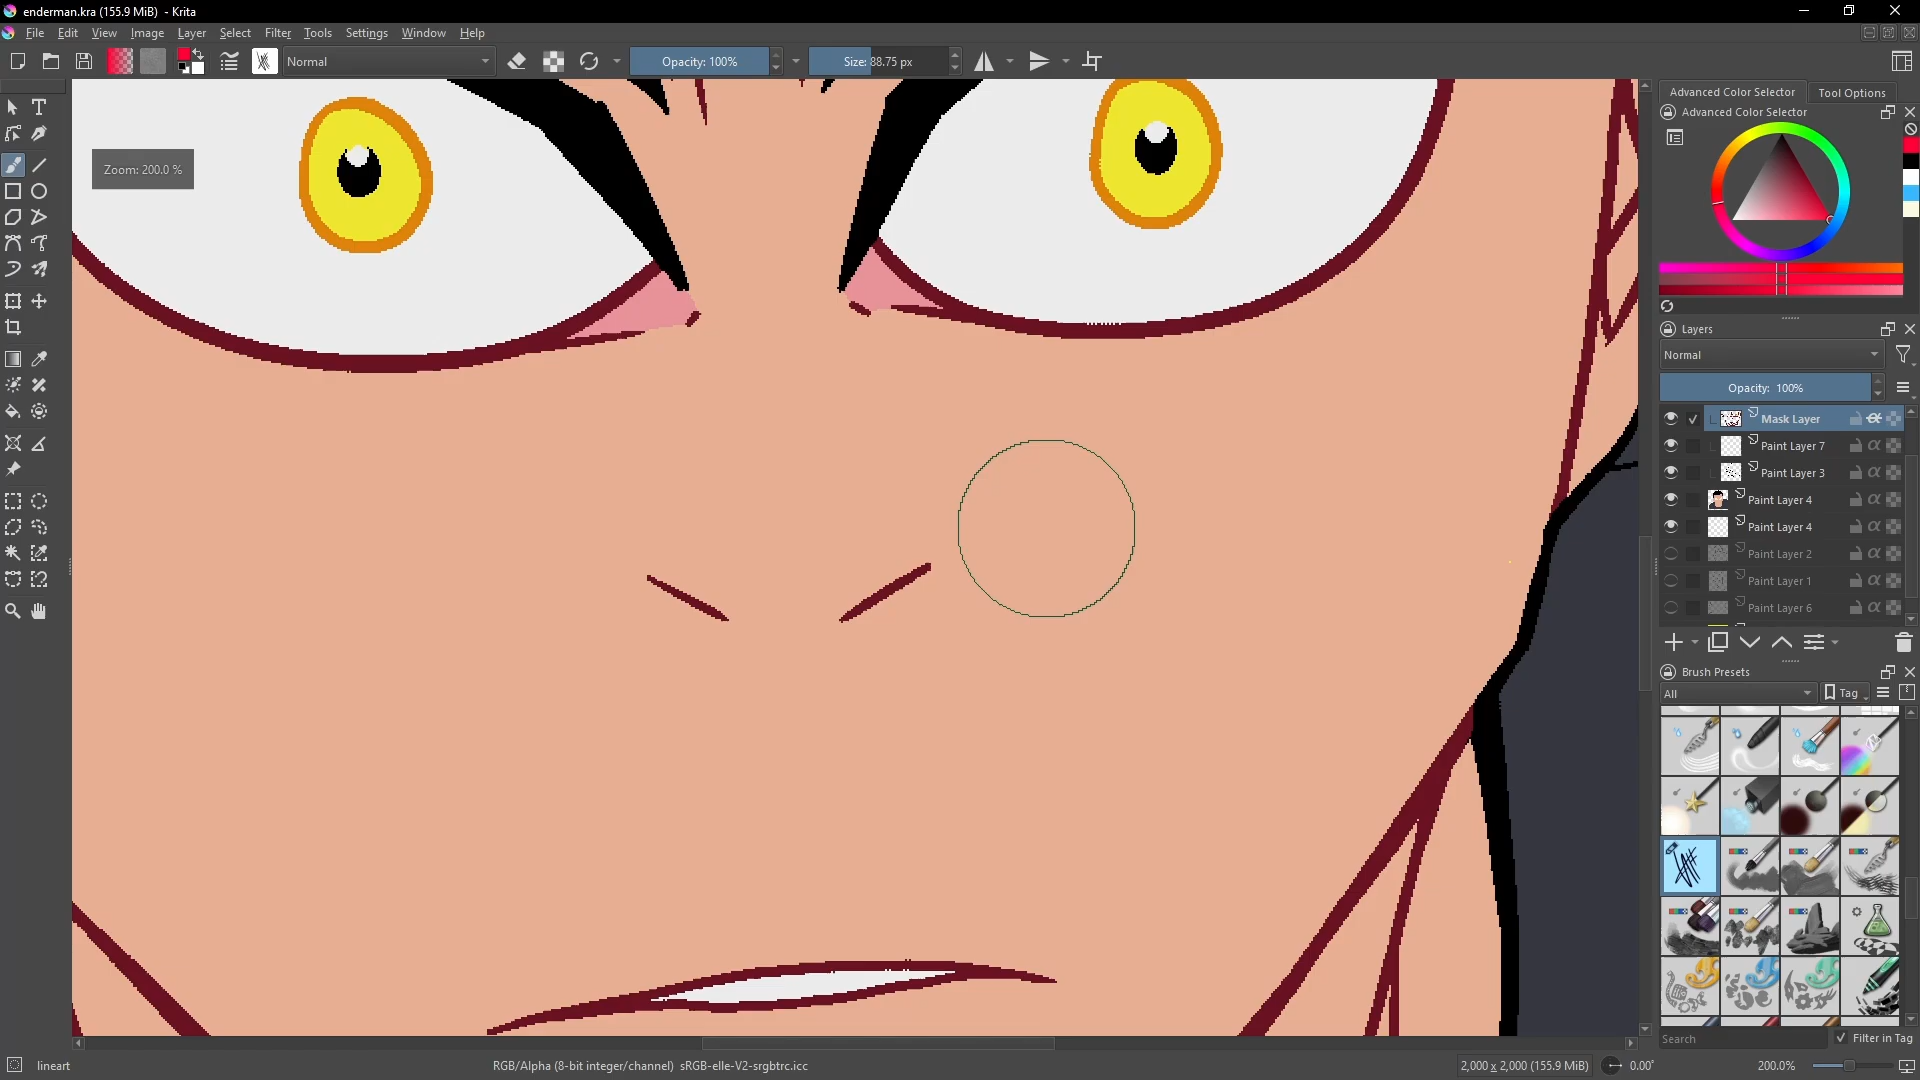 enderman.kra (155.9 MiB) - Krita
File Edit View Image Layer Select Filter Tools Settings Window Help
Normal
Opacity: 100%
Size: 88.75 px
Advanced Color Selector
Tool Options
Advanced Color Selector
Zoom: 200.0 %
Layers
Normal
Opacity: 100%
Mask Layer
Paint Layer 7
Paint Layer 3
Paint Layer 4
Paint Layer 4
Paint Layer 2
Paint Layer 1
Paint Layer 6
Brush Presets
All
Tag
Search
Filter in Tag
lineart
RGB/Alpha (8-bit integer/channel) sRGB-elle-V2-srgbtrc.icc
2,000 x 2,000 (155.9 MiB)
0.00°
200.0%